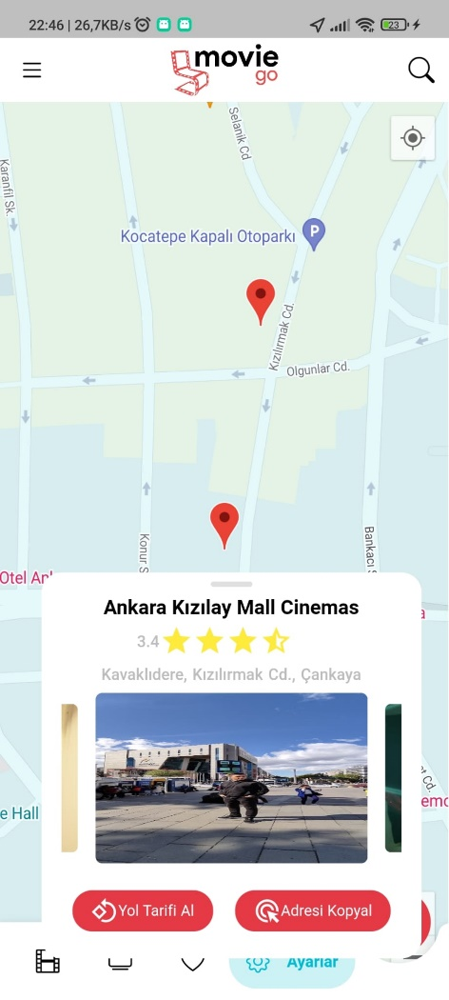 22:46 | 26,7KB/s
23
movie
go
Selanik Cd
Karanfil Sk.
Kocatepe Kapalı Otoparkı
P
Kızılırmak Cd.
Olgunlar Cd.
Konur S
Bankacı S
Otel An
Ankara Kızılay Mall Cinemas
3.4
Kavaklıdere, Kızılırmak Cd., Çankaya
t Cd.
emo
e Hall
Yol Tarifi Al
Adresi Kopyal
Ayarlar